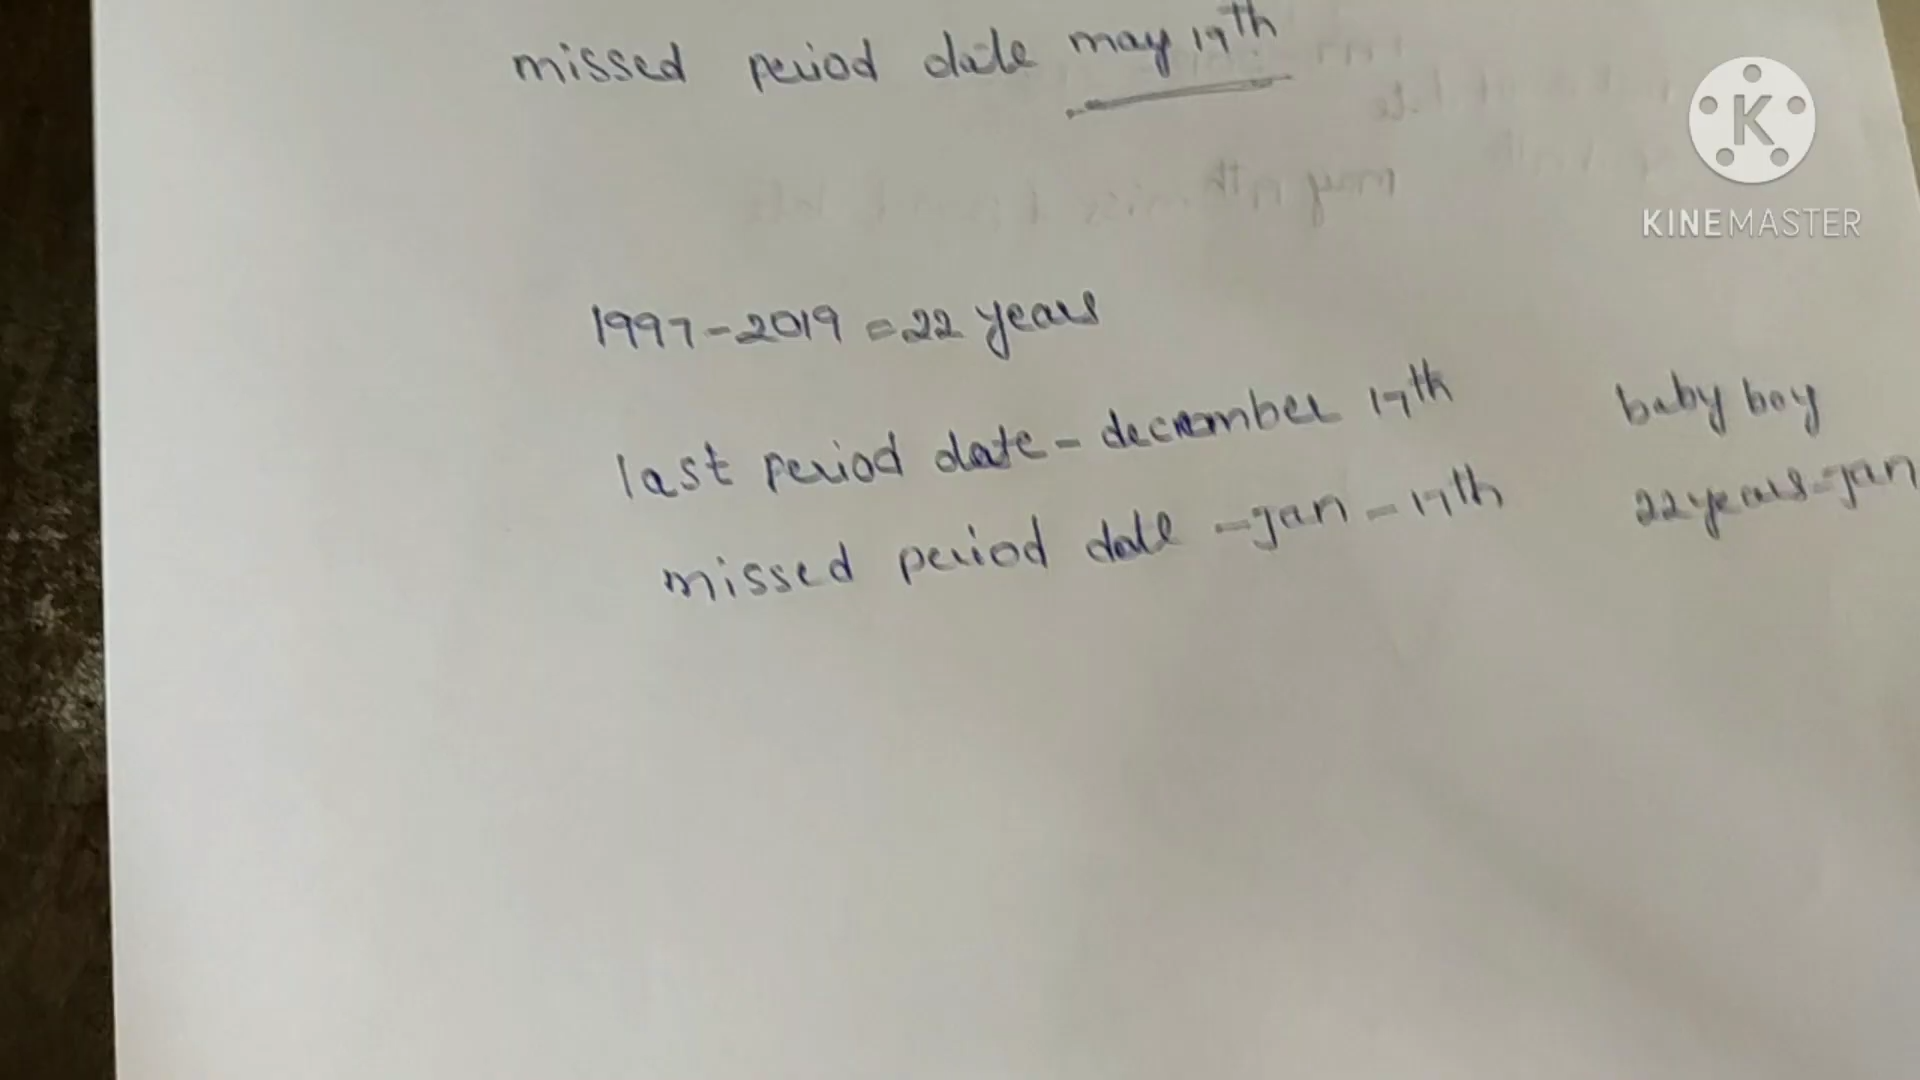 missed period date may 19th
K
KINEMASTER
1997-2019 = 22 years
last period date - december 17th baby boy
missed period date - jan - 17th 22 years - jan